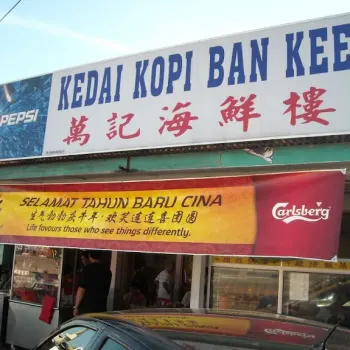 PEPSI
KEDAI KOPI BAN KEE
萬記海鮮樓
SELAMAT TAHUN BARU CINA
Life favours those who see things differently.
Carlsberg